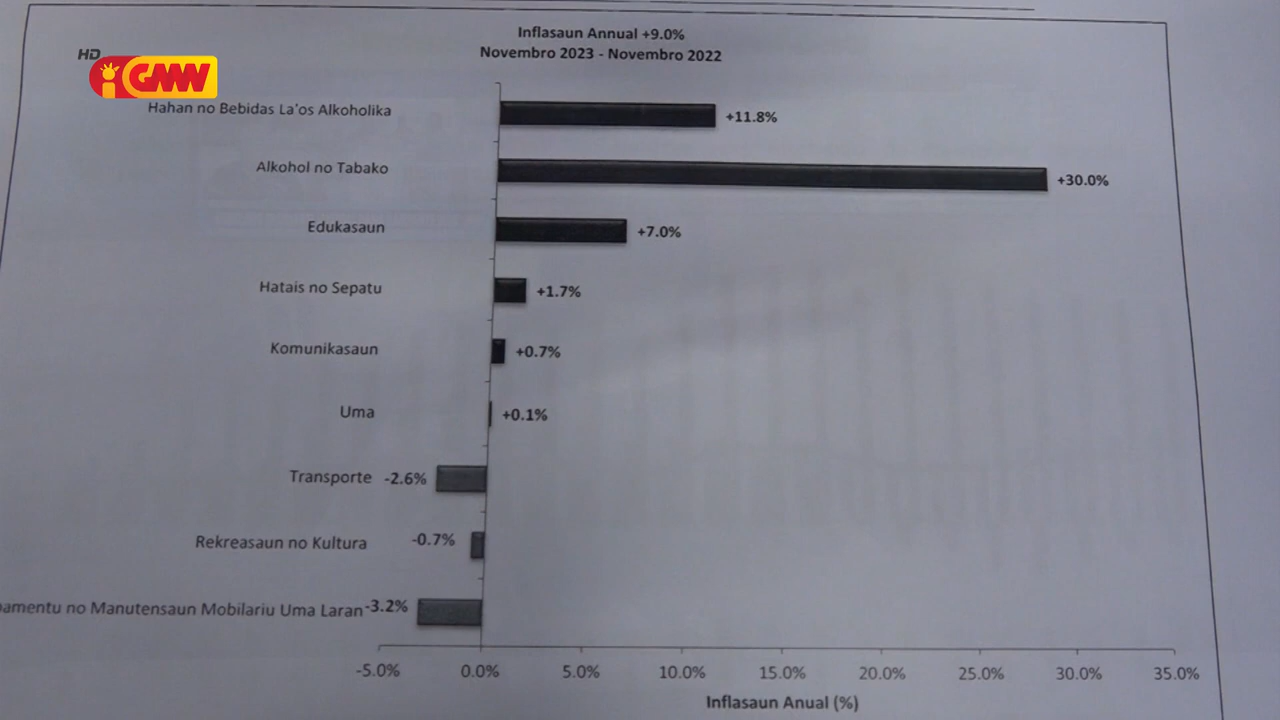 Inflasaun Annual +9.0%
Novembro 2023 - Novembro 2022
HD
GMN
Hahan no Bebidas La'os Alkoholika +11.8%
Alkohol no Tabako +30.0%
Edukasaun +7.0%
Hatais no Sepatu +1.7%
Komunikasaun +0.7%
Uma +0.1%
Transporte -2.6%
Rekreasaun no Kultura -0.7%
no Manutensaun Mobilariu Uma Laran -3.2%
-5.0% 0.0% 5.0% 10.0% 15.0% 20.0% 25.0% 30.0% 35.0%
Inflasaun Anual (%)